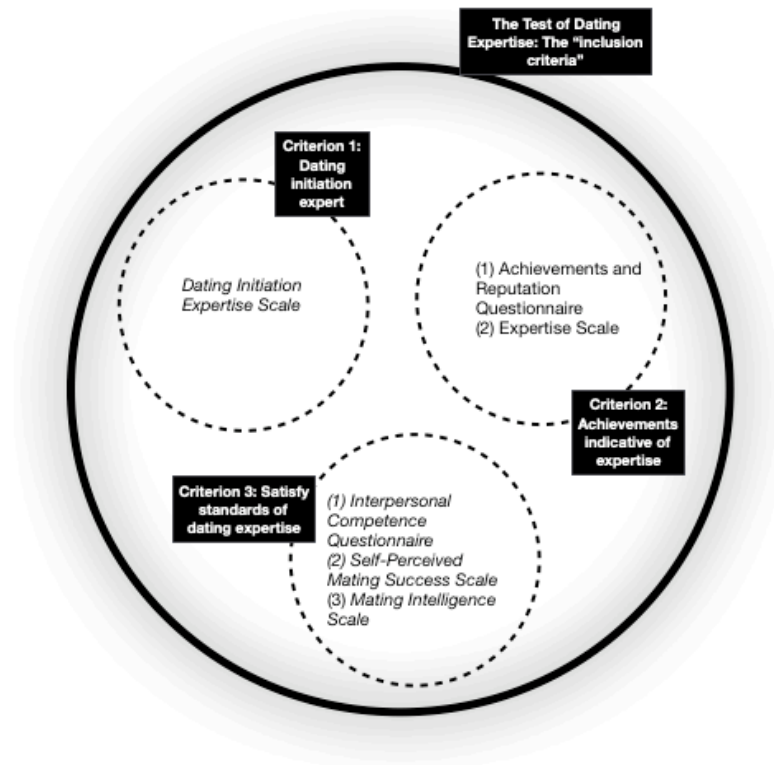 The Test of Dating
Expertise: The "inclusion
criteria"
Criterion 1:
Dating
initiation
expert
Dating Initiation
Expertise Scale
(1) Achievements and
Reputation
Questionnaire
(2) Expertise Scale
Criterion 2:
Achievements
indicative of
expertise
Criterion 3: Satisfy
standards of
dating expertise
(1) Interpersonal
Competence
Questionnaire
(2) Self-Perceived
Mating Success Scale
(3) Mating Intelligence
Scale